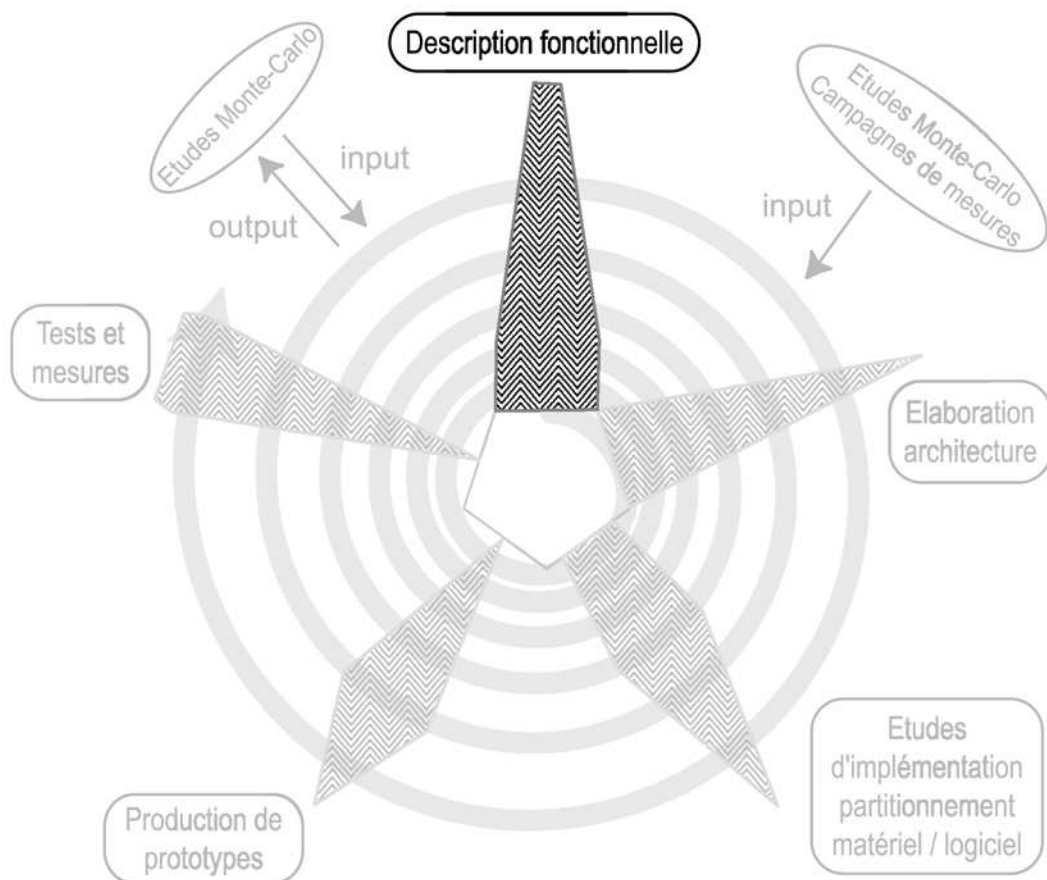 Description fonctionnelle
Etudes Monte-Carlo
Etudes Monte-Carlo
Campagnes de mesures
input
output
input
Tests et
mesures
Elaboration
architecture
Etudes
d'implémentation
partitionnement
matériel / logiciel
Production de
prototypes